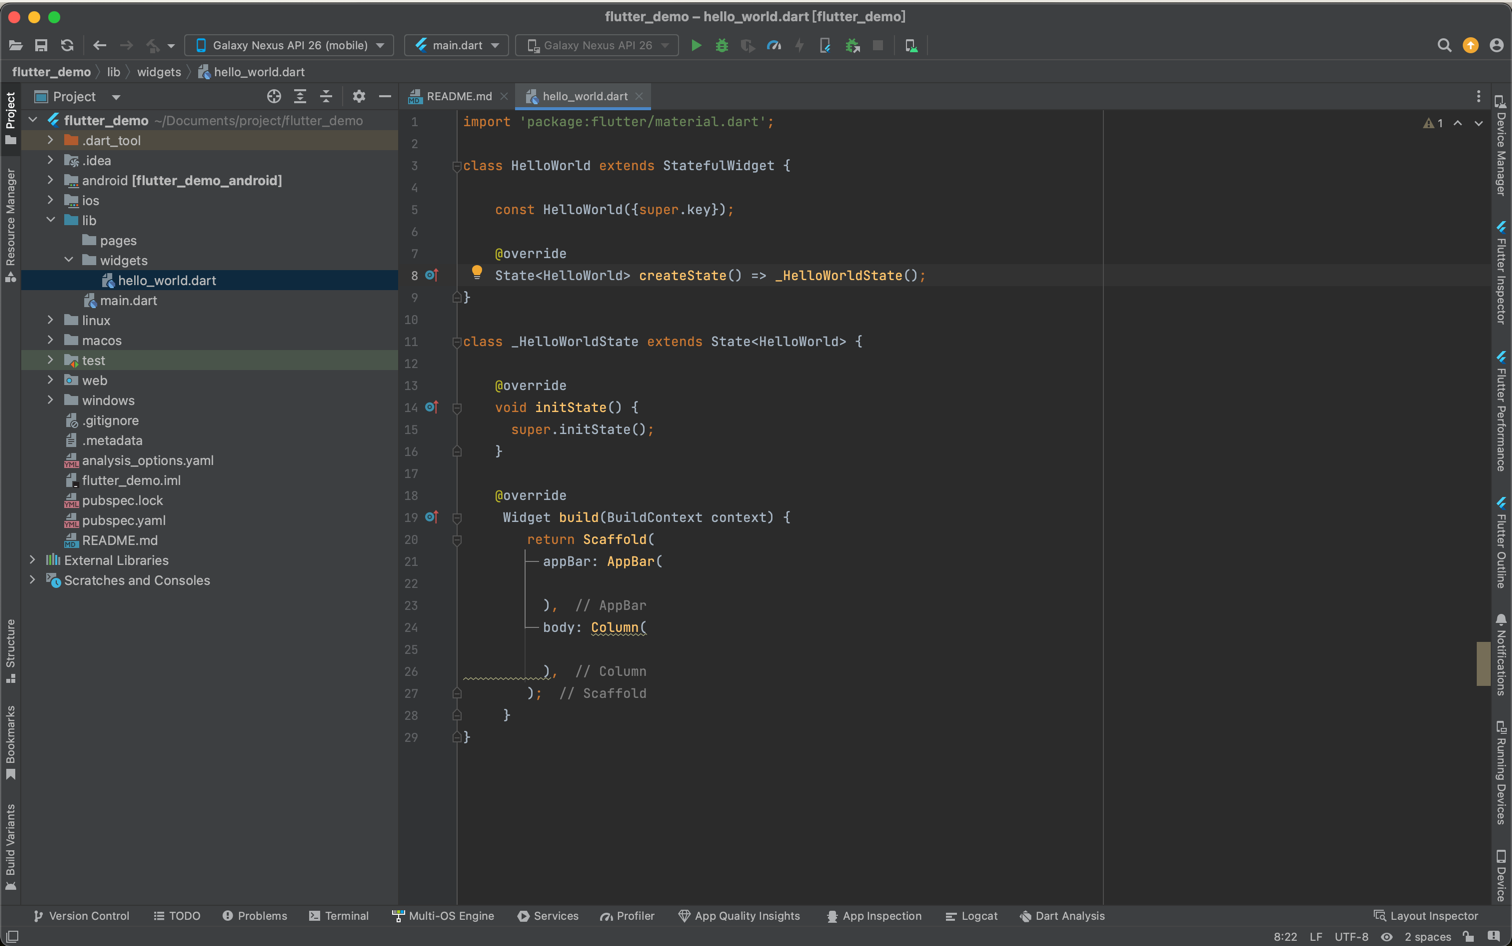 flutter_demo – hello_world.dart [flutter_demo]
Galaxy Nexus API 26 (mobile)
main.dart
Galaxy Nexus API 26
flutter_demo
lib
widgets
hello_world.dart
Project
README.md
hello_world.dart
flutter_demo ~/Documents/project/flutter_demo
.dart_tool
.idea
android [flutter_demo_android]
ios
lib
pages
widgets
hello_world.dart
main.dart
linux
macos
test
web
windows
.gitignore
.metadata
analysis_options.yaml
flutter_demo.iml
pubspec.lock
pubspec.yaml
README.md
External Libraries
Scratches and Consoles
Project
Resource Manager
Structure
Bookmarks
Build Variants
1 import 'package:flutter/material.dart';
2
3 class HelloWorld extends StatefulWidget {
4
5 const HelloWorld({super.key});
6
7 @override
8 State<HelloWorld> createState() => _HelloWorldState();
9 }
10
11 class _HelloWorldState extends State<HelloWorld> {
12
13 @override
14 void initState() {
15 super.initState();
16 }
17
18 @override
19 Widget build(BuildContext context) {
20 return Scaffold(
21 appBar: AppBar(
22
23 ), // AppBar
24 body: Column(
25
26 ), // Column
27 ); // Scaffold
28 }
29 }
1
Device Manager
Flutter Inspector
Flutter Performance
Flutter Outline
Notifications
Running Devices
Device
Version Control
TODO
Problems
Terminal
Multi-OS Engine
Services
Profiler
App Quality Insights
App Inspection
Logcat
Dart Analysis
Layout Inspector
8:22 LF UTF-8 2 spaces